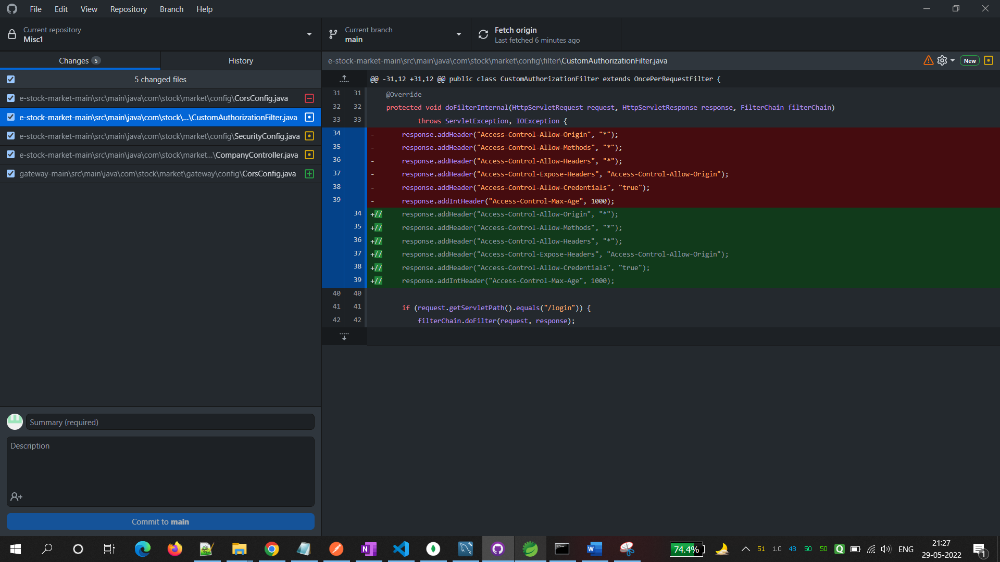 File Edit View Repository Branch Help
Current repository
Misc1
Current branch
main
Fetch origin
Last fetched 6 minutes ago
Changes 5
History
5 changed files
e-stock-market-main\src\main\java\com\stock\market\config\CorsConfig.java
e-stock-market-main\src\main\java\com\stock\...\CustomAuthorizationFilter.java
e-stock-market-main\src\main\java\com\stock\market\config\SecurityConfig.java
e-stock-market-main\src\main\java\com\stock\market...\CompanyController.java
gateway-main\src\main\java\com\stock\market\gateway\config\CorsConfig.java
Summary (required)
Description
Commit to main
e-stock-market-main\src\main\java\com\stock\market\config\filter\CustomAuthorizationFilter.java
New
@@ -31,12 +31,12 @@ public class CustomAuthorizationFilter extends OncePerRequestFilter {
31 31 @Override
32 32 protected void doFilterInternal(HttpServletRequest request, HttpServletResponse response, FilterChain filterChain)
33 33 throws ServletException, IOException {
34 - response.addHeader("Access-Control-Allow-Origin", "*");
35 - response.addHeader("Access-Control-Allow-Methods", "*");
36 - response.addHeader("Access-Control-Allow-Headers", "*");
37 - response.addHeader("Access-Control-Expose-Headers", "Access-Control-Allow-Origin");
38 - response.addHeader("Access-Control-Allow-Credentials", "true");
39 - response.addIntHeader("Access-Control-Max-Age", 1000);
34 +// response.addHeader("Access-Control-Allow-Origin", "*");
35 +// response.addHeader("Access-Control-Allow-Methods", "*");
36 +// response.addHeader("Access-Control-Allow-Headers", "*");
37 +// response.addHeader("Access-Control-Expose-Headers", "Access-Control-Allow-Origin");
38 +// response.addHeader("Access-Control-Allow-Credentials", "true");
39 +// response.addIntHeader("Access-Control-Max-Age", 1000);
40 40
41 41 if (request.getServletPath().equals("/login")) {
42 42 filterChain.doFilter(request, response);
74.4% 51 1.0 48 50 50 Q ENG
21:27
29-05-2022
1